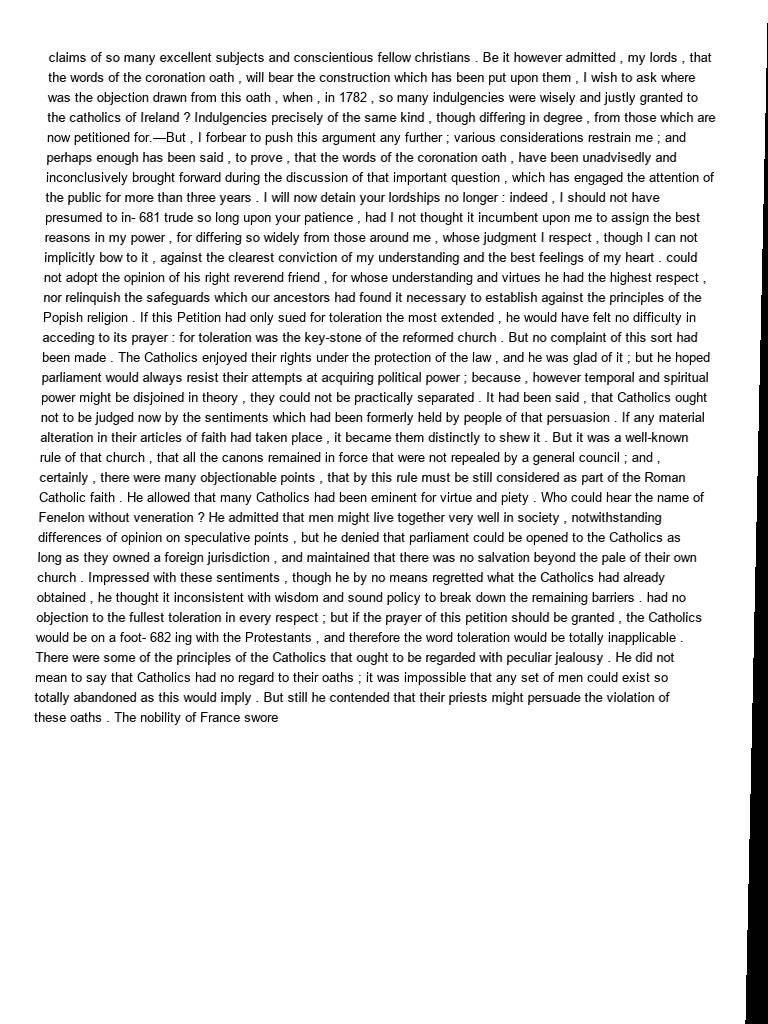 claims of so many excellent subjects and conscientious fellow christians . Be it however admitted , my lords , that
the words of the coronation oath , will bear the construction which has been put upon them , I wish to ask where
was the objection drawn from this oath , when , in 1782 , so many indulgencies were wisely and justly granted to
the catholics of Ireland ? Indulgencies precisely of the same kind , though differing in degree , from those which are
now petitioned for.—But , I forbear to push this argument any further ; various considerations restrain me ; and
perhaps enough has been said , to prove , that the words of the coronation oath , have been unadvisedly and
inconclusively brought forward during the discussion of that important question , which has engaged the attention of
the public for more than three years . I will now detain your lordships no longer : indeed , I should not have
presumed to in- 681 trude so long upon your patience , had I not thought it incumbent upon me to assign the best
reasons in my power , for differing so widely from those around me , whose judgment I respect , though I can not
implicitly bow to it , against the clearest conviction of my understanding and the best feelings of my heart . could
not adopt the opinion of his right reverend friend , for whose understanding and virtues he had the highest respect ,
nor relinquish the safeguards which our ancestors had found it necessary to establish against the principles of the
Popish religion . If this Petition had only sued for toleration the most extended , he would have felt no difficulty in
acceding to its prayer : for toleration was the key-stone of the reformed church . But no complaint of this sort had
been made . The Catholics enjoyed their rights under the protection of the law , and he was glad of it ; but he hoped
parliament would always resist their attempts at acquiring political power ; because , however temporal and spiritual
power might be disjoined in theory , they could not be practically separated . It had been said , that Catholics ought
not to be judged now by the sentiments which had been formerly held by people of that persuasion . If any material
alteration in their articles of faith had taken place , it became them distinctly to shew it . But it was a well-known
rule of that church , that all the canons remained in force that were not repealed by a general council ; and ,
certainly , there were many objectionable points , that by this rule must be still considered as part of the Roman
Catholic faith . He allowed that many Catholics had been eminent for virtue and piety . Who could hear the name of
Fenelon without veneration ? He admitted that men might live together very well in society , notwithstanding
differences of opinion on speculative points , but he denied that parliament could be opened to the Catholics as
long as they owned a foreign jurisdiction , and maintained that there was no salvation beyond the pale of their own
church . Impressed with these sentiments , though he by no means regretted what the Catholics had already
obtained , he thought it inconsistent with wisdom and sound policy to break down the remaining barriers . had no
objection to the fullest toleration in every respect ; but if the prayer of this petition should be granted , the Catholics
would be on a foot- 682 ing with the Protestants , and therefore the word toleration would be totally inapplicable .
There were some of the principles of the Catholics that ought to be regarded with peculiar jealousy . He did not
mean to say that Catholics had no regard to their oaths ; it was impossible that any set of men could exist so
totally abandoned as this would imply . But still he contended that their priests might persuade the violation of
these oaths . The nobility of France swore